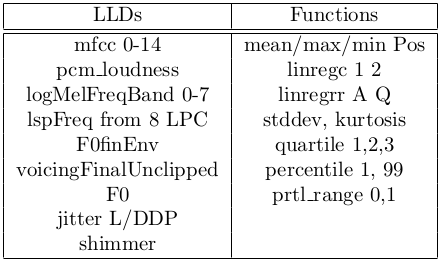 LLDs Functions
mfcc 0-14 mean/max/min Pos
pcm_loudness linregc 1 2
logMelFreqBand 0-7 linregrr A Q
lspFreq from 8 LPC stddev, kurtosis
F0finEnv quartile 1,2,3
voicingFinalUnclipped percentile 1, 99
F0 prtl_range 0,1
jitter L/DDP
shimmer